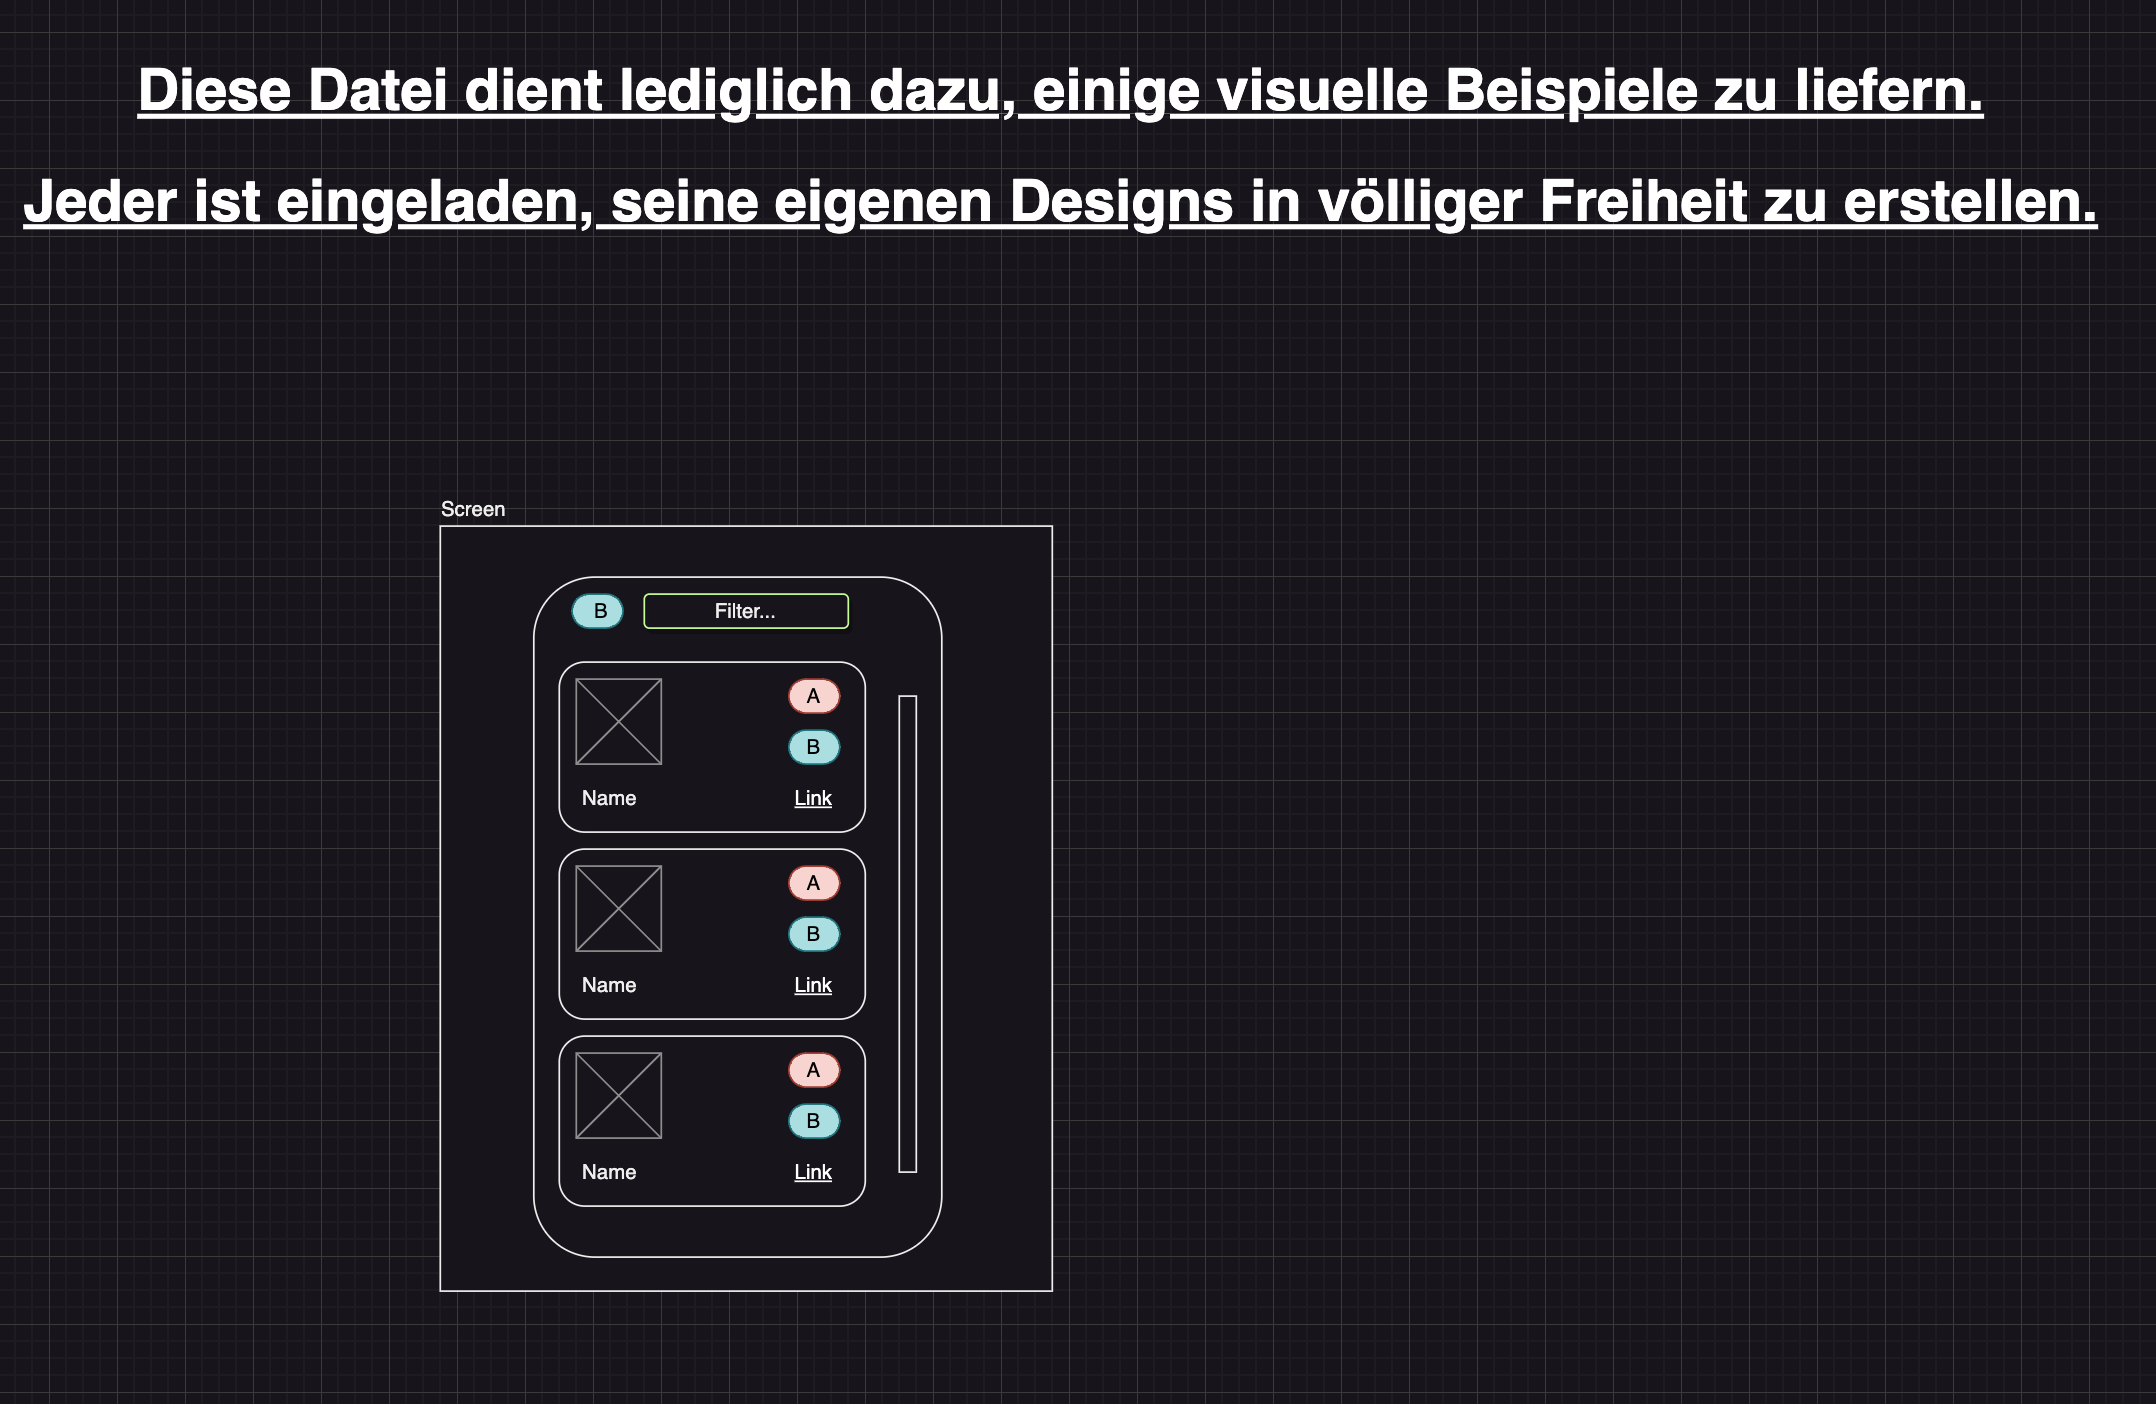 Diese Datei dient lediglich dazu, einige visuelle Beispiele zu liefern.
Jeder ist eingeladen, seine eigenen Designs in völliger Freiheit zu erstellen.
Screen
B Filter...
A
B
Name Link
A
B
Name Link
A
B
Name Link